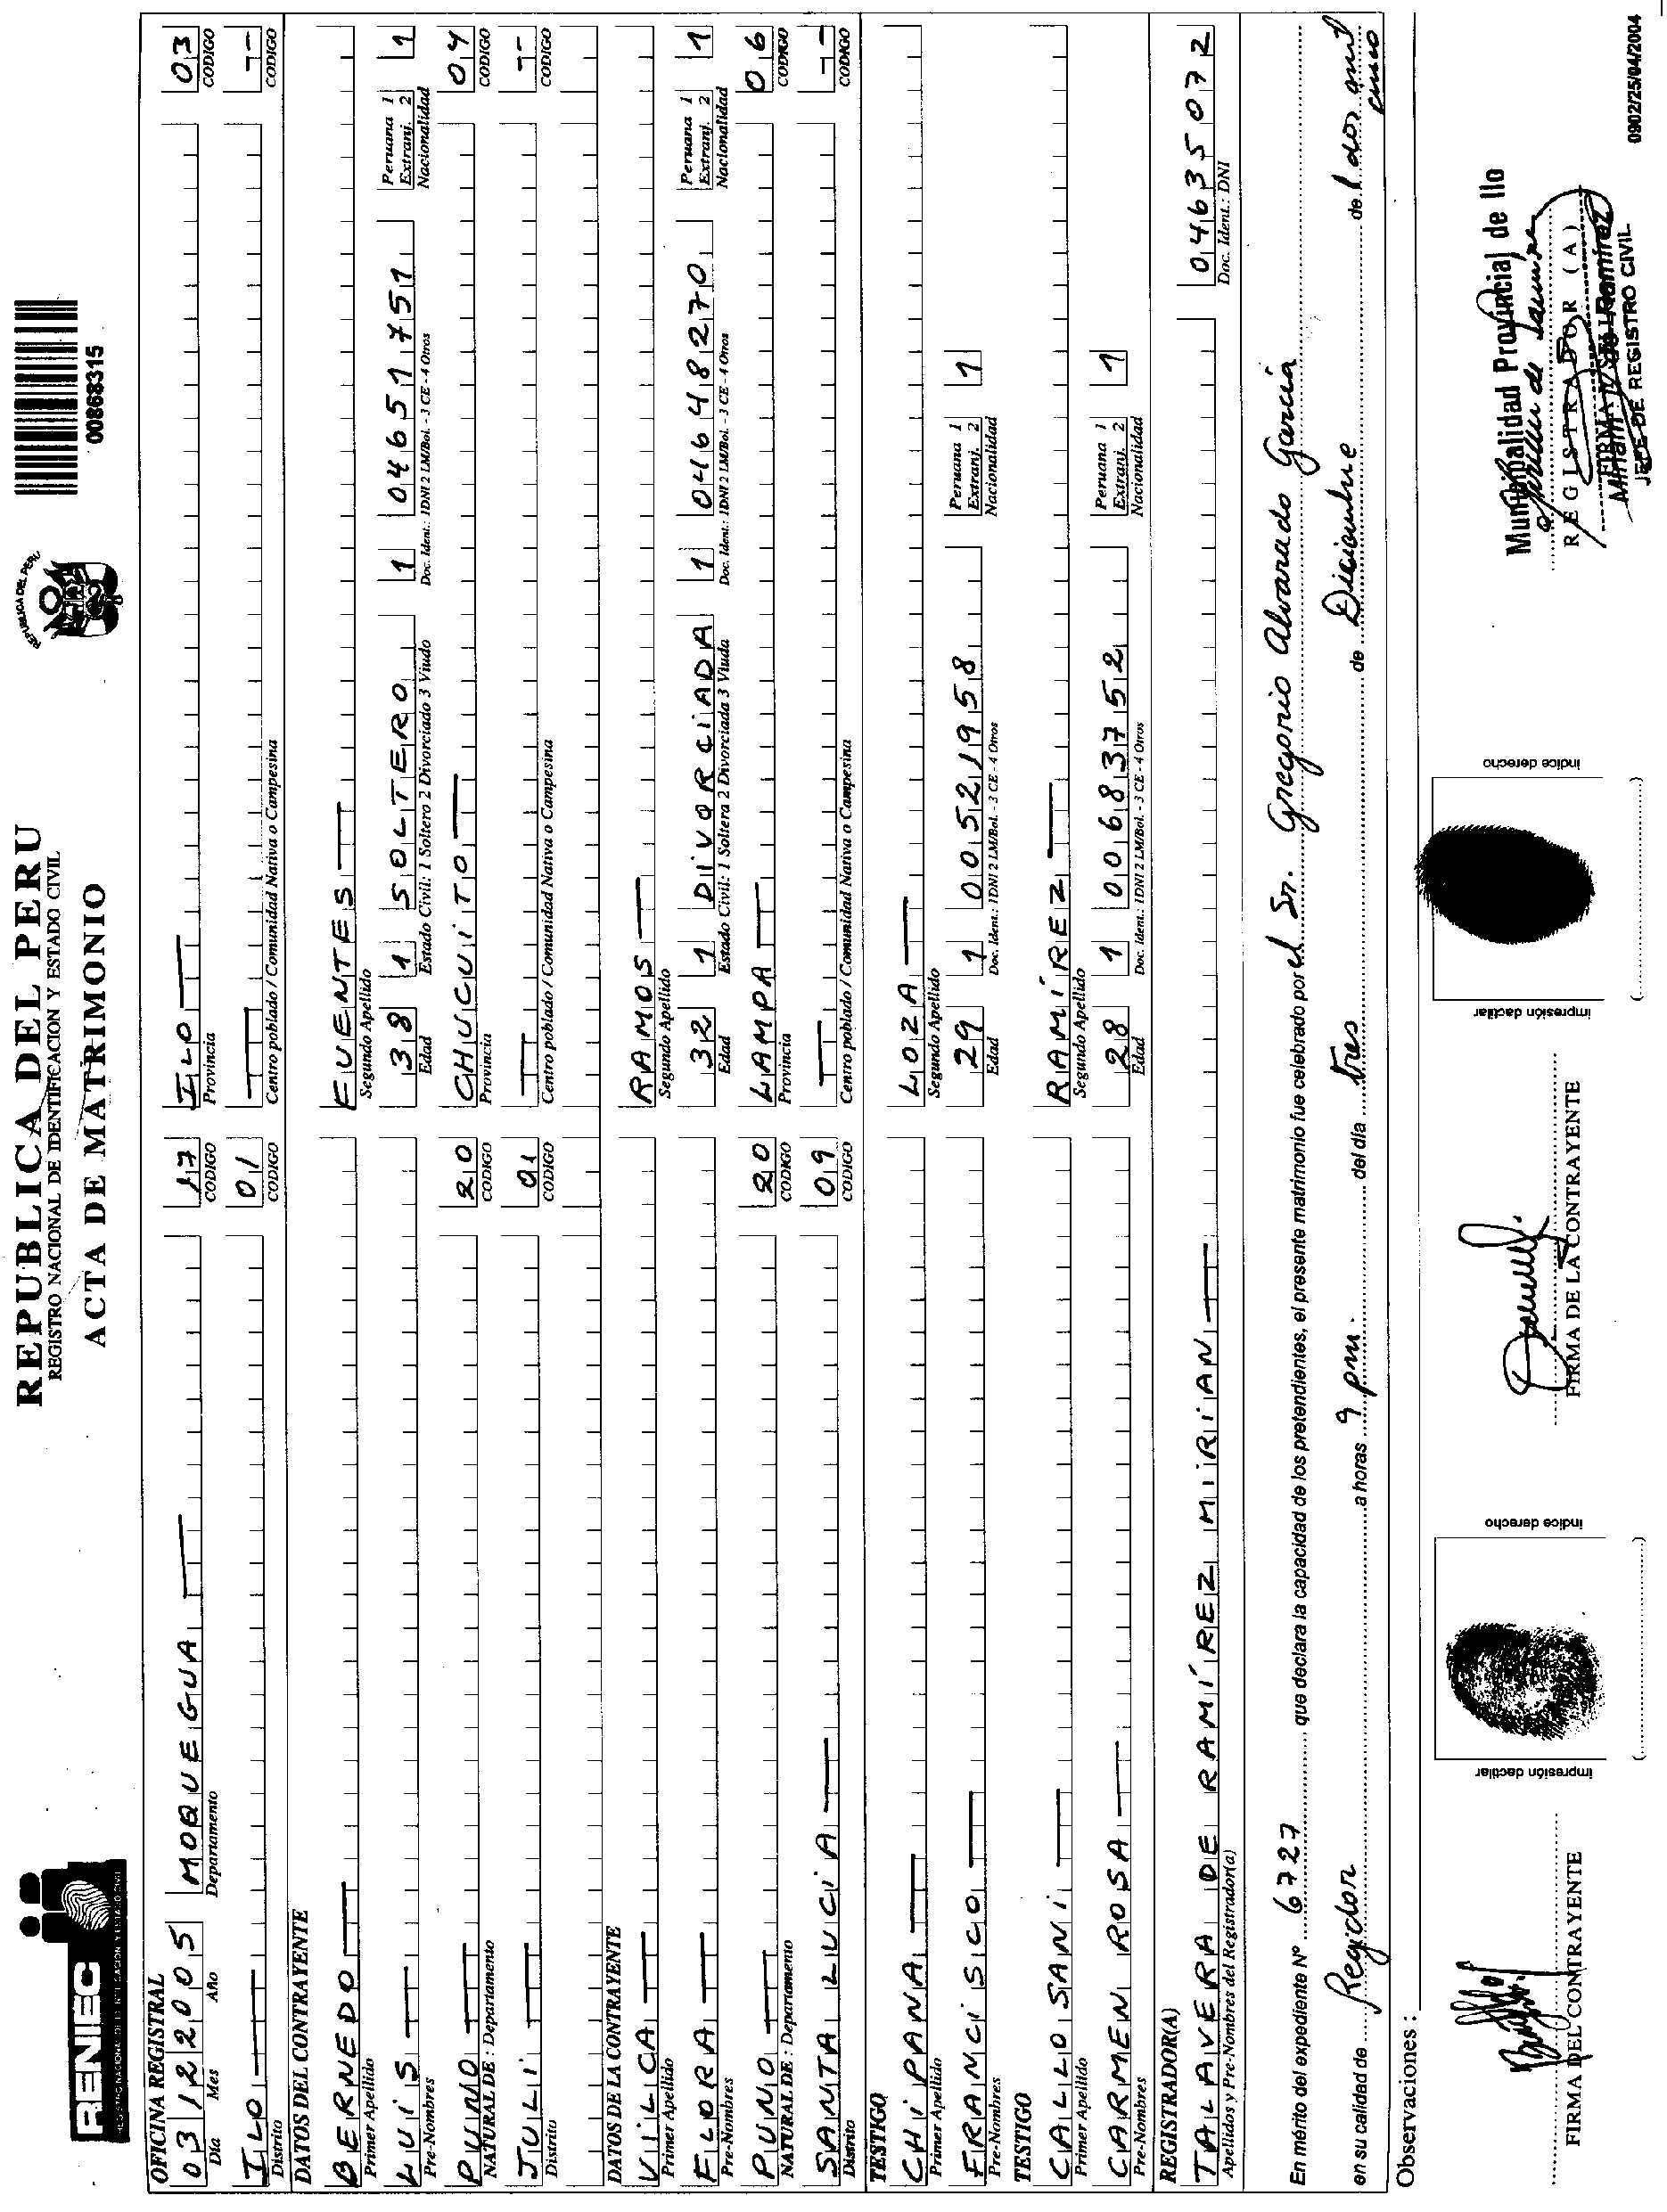 RENIEC
REGISTRO NACIONAL DE IDENTIFICACION Y ESTADO CIVIL
REPUBLICA DEL PERU
REGISTRO NACIONAL DE IDENTIFICACION Y ESTADO CIVIL
ACTA DE MATRIMONIO
REPUBLICA DEL PERU
00868315
OFICINA REGISTRAL
03 12 2005 MOQUEGUA 17 ILO 03
Día Mes Año Departamento CODIGO Provincia CODIGO
ILO 01 --
Distrito CODIGO Centro poblado / Comunidad Nativa o Campesina CODIGO
DATOS DEL CONTRAYENTE
BERNEDO FUENTES
Primer Apellido Segundo Apellido
LUiS 38 1 SOLTERO 1 04651751 Peruana 1 Extranj. 2 1
Pre-Nombres Edad Estado Civil: 1 Soltero 2 Divorciado 3 Viudo Doc. Ident.: 1DNI 2 LM/Bol. - 3 CE - 4 Otros Nacionalidad
PUNO 20 CHUCUiTO 04
NATURAL DE : Departamento CODIGO Provincia CODIGO
JULi 01 --
Distrito CODIGO Centro poblado / Comunidad Nativa o Campesina CODIGO
DATOS DE LA CONTRAYENTE
ViLCA RAMOS
Primer Apellido Segundo Apellido
FLORA 32 1 DiVORCiADA 1 04648270 Peruana 1 Extranj. 2 1
Pre-Nombres Edad Estado Civil: 1 Soltera 2 Divorciada 3 Viuda Doc. Ident.: 1DNI 2 LM/Bol. - 3 CE - 4 Otros Nacionalidad
PUNO 20 LAMPA 06
NATURAL DE : Departamento CODIGO Provincia CODIGO
SANTA LUCiA 09 --
Distrito CODIGO Centro poblado / Comunidad Nativa o Campesina CODIGO
TESTIGO
CHiPANA LOZA
Primer Apellido Segundo Apellido
FRANCiSCO 29 1 00521958 Peruana 1 Extranj. 2 1
Pre-Nombres Edad Doc. Ident.: 1DNI 2 LM/Bol. - 3 CE - 4 Otros Nacionalidad
TESTIGO
CALLOSANi RAMÍREZ
Primer Apellido Segundo Apellido
CARMEN ROSA 28 1 00683752 Peruana 1 Extranj. 2 1
Pre-Nombres Edad Doc. Ident.: 1DNI 2 LM/Bol. - 3 CE - 4 Otros Nacionalidad
REGISTRADOR(A)
TALAVERA DE RAMÍREZ MiRiAN 04635072
Apellidos y Pre-Nombres del Registrador(a) Doc. Ident.: DNI
En mérito del expediente Nº 6727 que declara la capacidad de los pretendientes, el presente matrimonio fue celebrado por el Sr. Gregorio Alvarado García
en su calidad de Regidor a horas 9 pm. del día tres de Diciembre del dos mil cinco
Observaciones :
FIRMA DEL CONTRAYENTE
impresión dactilar
índice derecho
FIRMA DE LA CONTRAYENTE
impresión dactilar
índice derecho
Municipalidad Provincial de Ilo
REGISTRADOR (A)
JEFE DE REGISTRO CIVIL
0902/25/04/2004